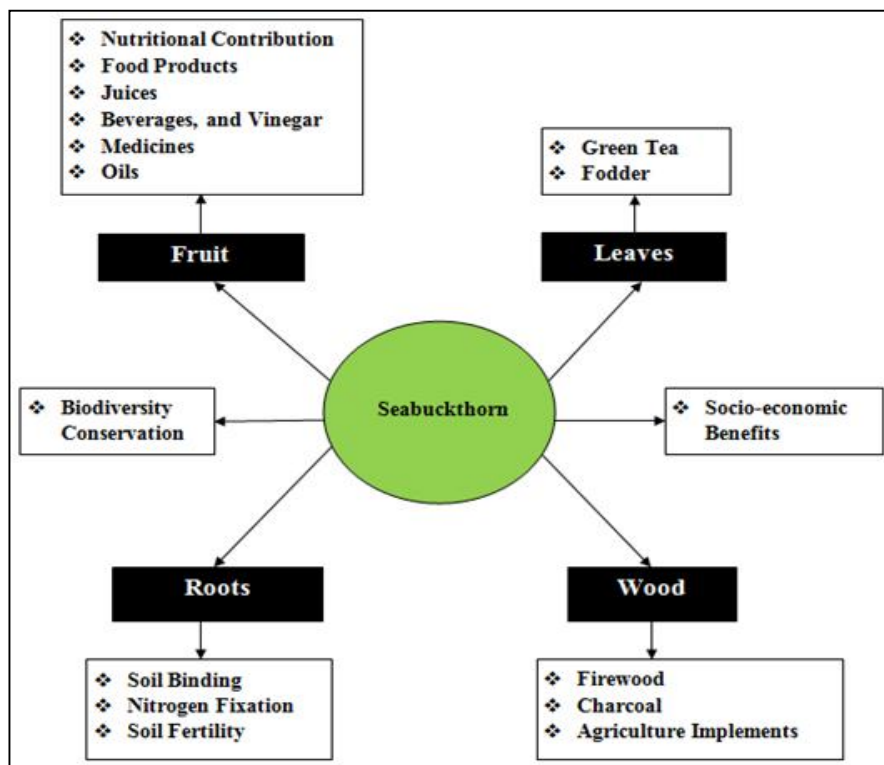 ❖ Nutritional Contribution
❖ Food Products
❖ Juices
❖ Beverages, and Vinegar
❖ Medicines
❖ Oils
❖ Green Tea
❖ Fodder
Fruit
Leaves
Seabuckthorn
❖ Biodiversity
Conservation
❖ Socio-economic
Benefits
Roots
Wood
❖ Soil Binding
❖ Nitrogen Fixation
❖ Soil Fertility
❖ Firewood
❖ Charcoal
❖ Agriculture Implements